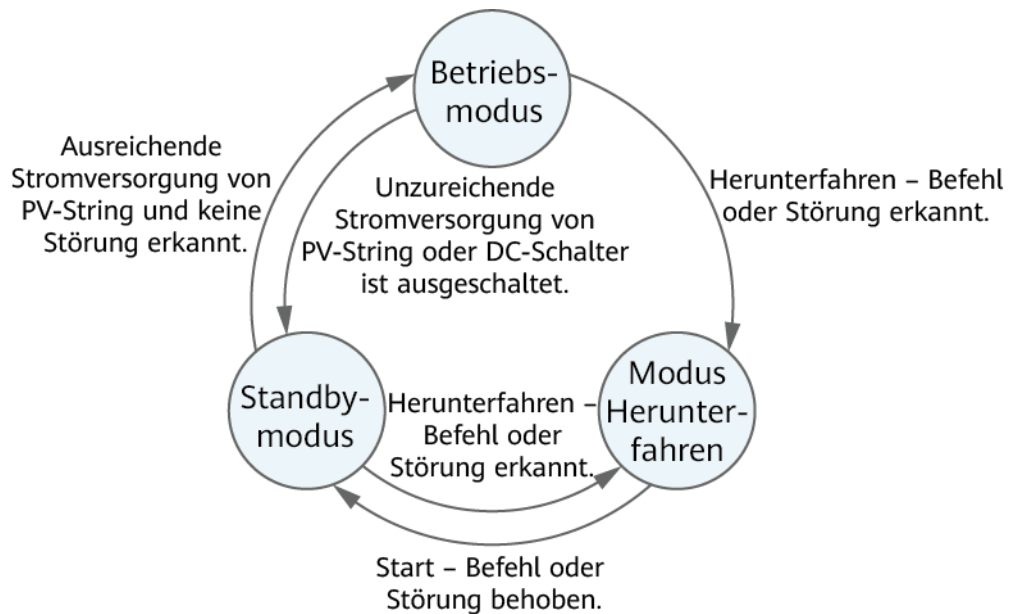 Betriebs-
modus
Ausreichende
Stromversorgung von
PV-String und keine
Störung erkannt.
Unzureichende
Stromversorgung von
PV-String oder DC-Schalter
ist ausgeschaltet.
Herunterfahren – Befehl
oder Störung erkannt.
Standby-
modus
Herunterfahren –
Befehl oder
Störung erkannt.
Modus
Herunter-
fahren
Start – Befehl oder
Störung behoben.